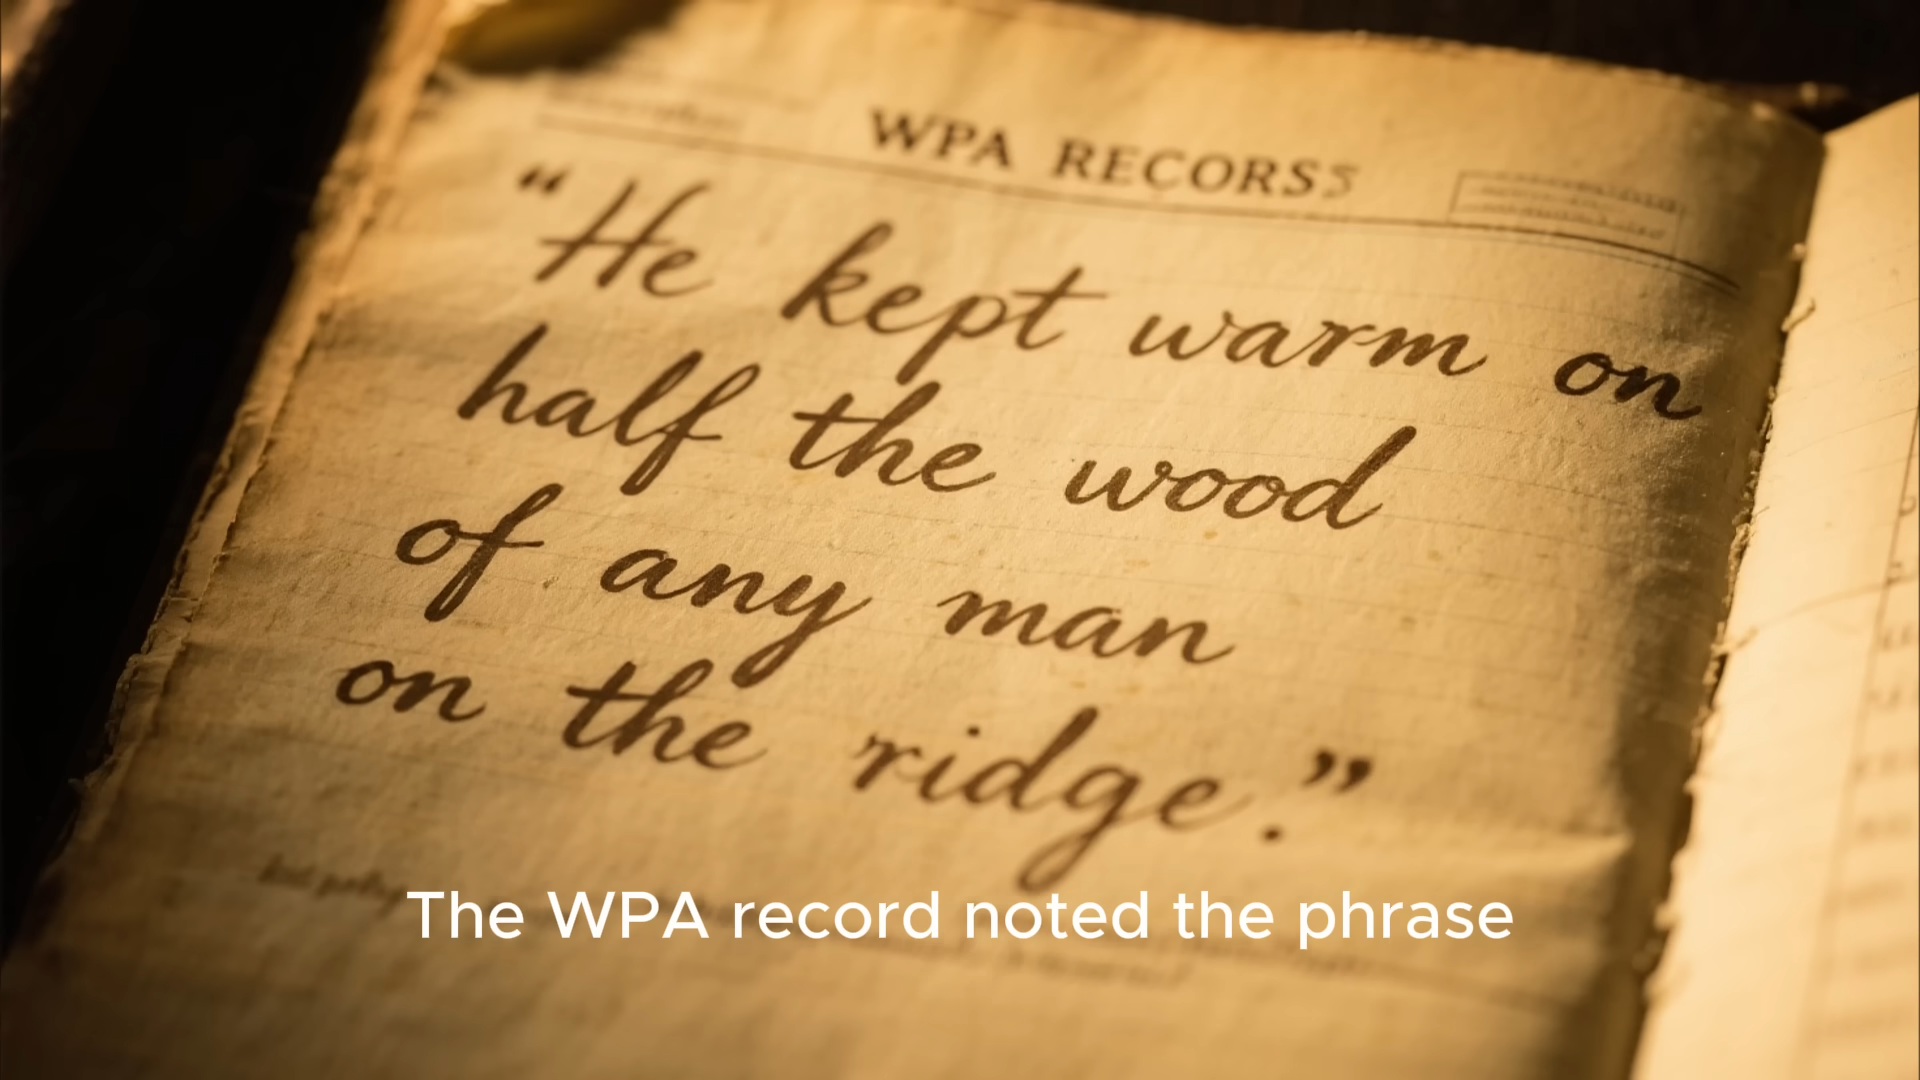 WPA RECORS5
“He kept warm on
half the wood
of any man
on the ridge.”
The WPA record noted the phrase